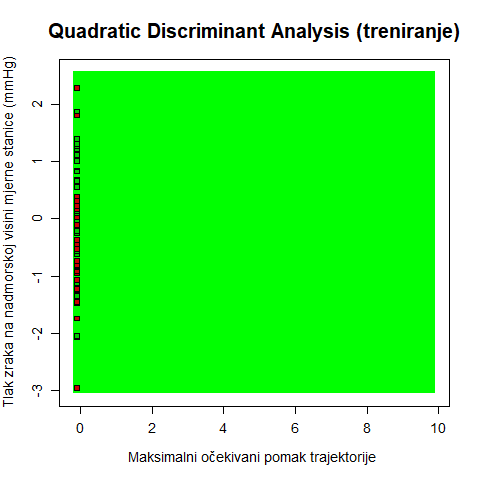 Quadratic Discriminant Analysis (treniranje)
Tlak zraka na nadmorskoj visini mjerne stanice (mmHg)
2
1
0
-1
-2
-3
0 2 4 6 8 10
Maksimalni očekivani pomak trajektorije